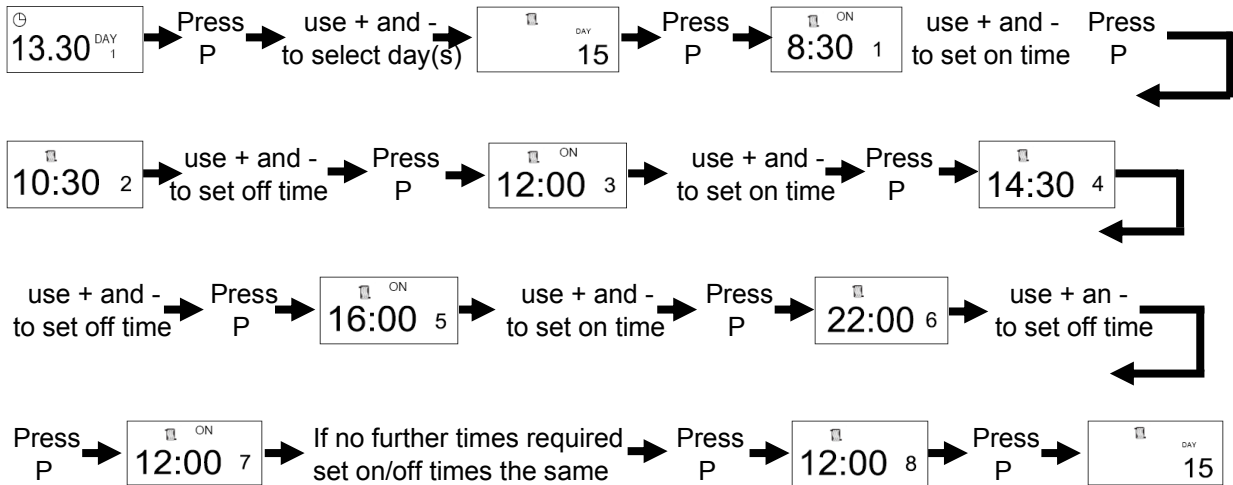 13.30 DAY 1
Press P
use + and -
to select day(s)
DAY
15
Press P
ON
8:30 1
use + and -
to set on time
Press P
10:30 2
use + and -
to set off time
Press P
ON
12:00 3
use + and -
to set on time
Press P
14:30 4
use + and -
to set off time
Press P
ON
16:00 5
use + and -
to set on time
Press P
22:00 6
use + an -
to set off time
Press P
ON
12:00 7
If no further times required
set on/off times the same
Press P
12:00 8
Press P
DAY
15